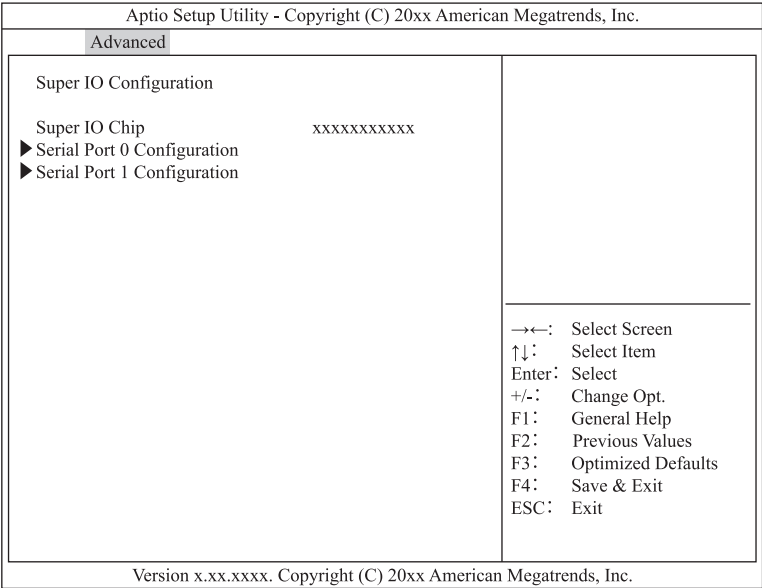 Aptio Setup Utility - Copyright (C) 20xx American Megatrends, Inc.
Advanced
Super IO Configuration
Super IO Chip xxxxxxxxxxx
▶Serial Port 0 Configuration
▶Serial Port 1 Configuration
→←: Select Screen
↑↓: Select Item
Enter: Select
+/-: Change Opt.
F1: General Help
F2: Previous Values
F3: Optimized Defaults
F4: Save & Exit
ESC: Exit
Version x.xx.xxxx. Copyright (C) 20xx American Megatrends, Inc.